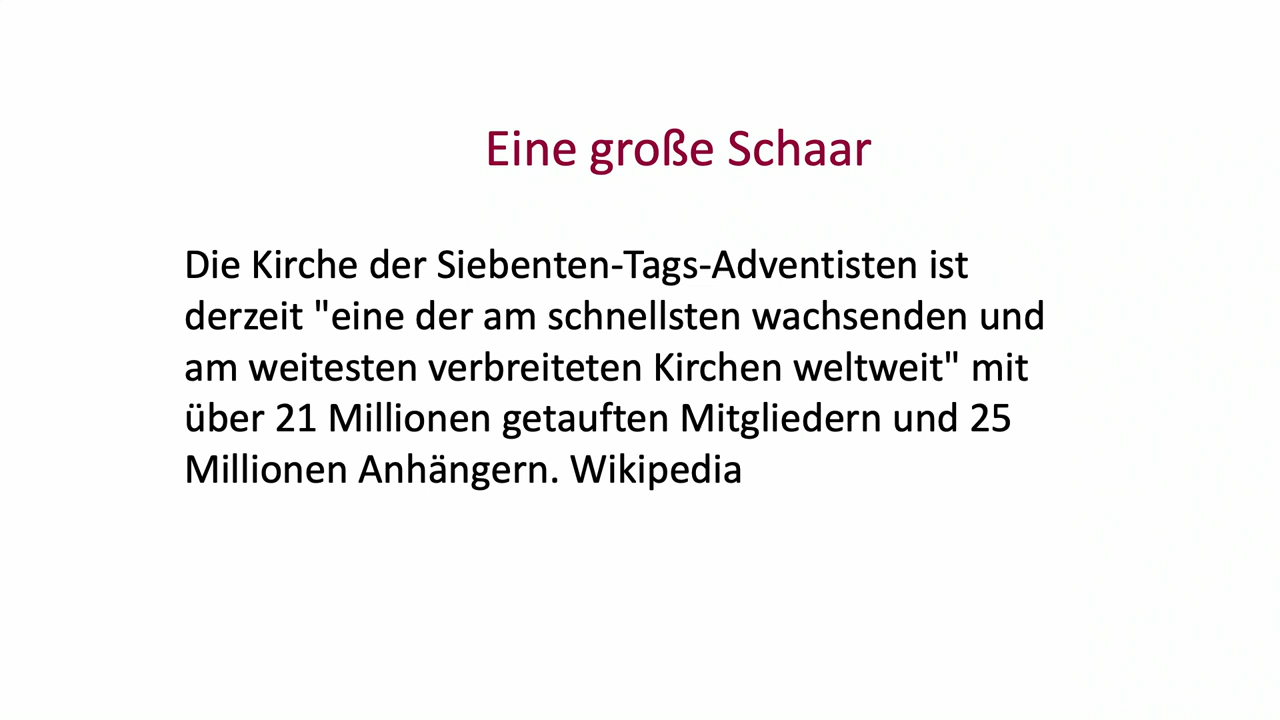 Eine große Schaar
Die Kirche der Siebenten-Tags-Adventisten ist
derzeit "eine der am schnellsten wachsenden und
am weitesten verbreiteten Kirchen weltweit" mit
über 21 Millionen getauften Mitgliedern und 25
Millionen Anhängern. Wikipedia